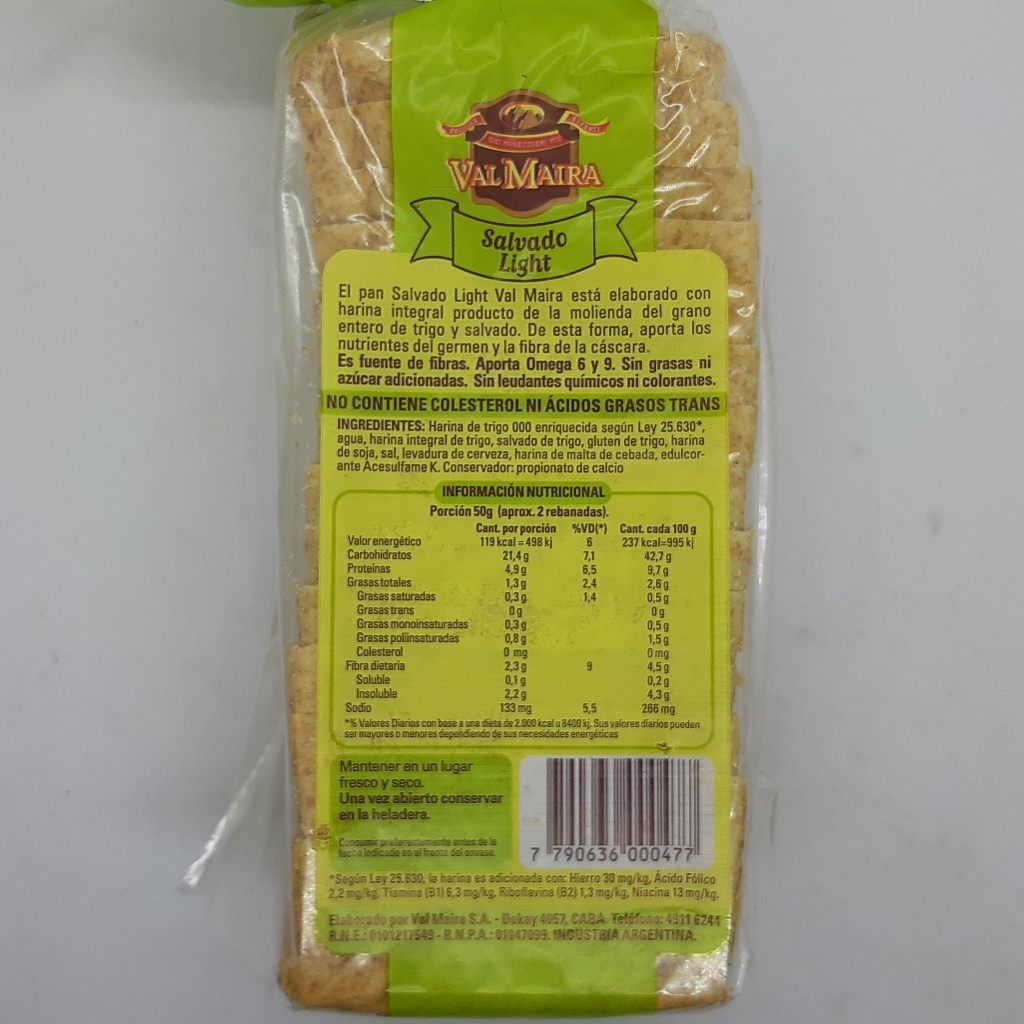 VAL MAIRA
Salvado
Light
El pan Salvado Light Val Maira está elaborado con
harina integral producto de la molienda del grano
entero de trigo y salvado. De esta forma, aporta los
nutrientes del germen y la fibra de la cáscara.
Es fuente de fibras. Aporta Omega 6 y 9. Sin grasas ni
azúcar adicionadas. Sin leudantes químicos ni colorantes.
NO CONTIENE COLESTEROL NI ÁCIDOS GRASOS TRANS
INGREDIENTES: Harina de trigo 000 enriquecida según Ley 25.630*,
agua, harina integral de trigo, salvado de trigo, gluten de trigo, harina
de soja, sal, levadura de cerveza, harina de malta de cebada, edulcor-
ante Acesulfame K. Conservador: propionato de calcio
INFORMACIÓN NUTRICIONAL
Porción 50g (aprox. 2 rebanadas).
Cant. por porción %VD(*) Cant. cada 100 g
Valor energético 119 kcal = 498 kj 6 237 kcal=995 kj
Carbohidratos 21,4 g 7,1 42,7 g
Proteínas 4,9 g 6,5 9,7 g
Grasas totales 1,3 g 2,4 2,6 g
Grasas saturadas 0,3 g 1,4 0,5 g
Grasas trans 0 g 0 g
Grasas monoinsaturadas 0,3 g 0,5 g
Grasas poliinsaturadas 0,8 g 1,5 g
Colesterol 0 mg 0 mg
Fibra dietaria 2,3 g 9 4,5 g
Soluble 0,1 g 0,2 g
Insoluble 2,2 g 4,3 g
Sodio 133 mg 5,5 266 mg
*% Valores Diarios con base a una dieta de 2.000 kcal u 8400 kj. Sus valores diarios pueden
ser mayores o menores dependiendo de sus necesidades energéticas
Mantener en un lugar
fresco y seco.
Una vez abierto conservar
en la heladera.
Consumir preferentemente antes de la
fecha indicada en el frente del envase.
7 790636 000477
*Según Ley 25.630, la harina es adicionada con: Hierro 30 mg/kg, Ácido Fólico
2,2 mg/kg, Tiamina (B1) 6,3 mg/kg, Riboflavina (B2) 1,3 mg/kg, Niacina 13 mg/kg.
Elaborado por Val Maira S.A. - Dekay 4057, CABA. Teléfono: 4911 6244
R.N.E.: 0101217549 - R.N.P.A.: 01047099. INDUSTRIA ARGENTINA.